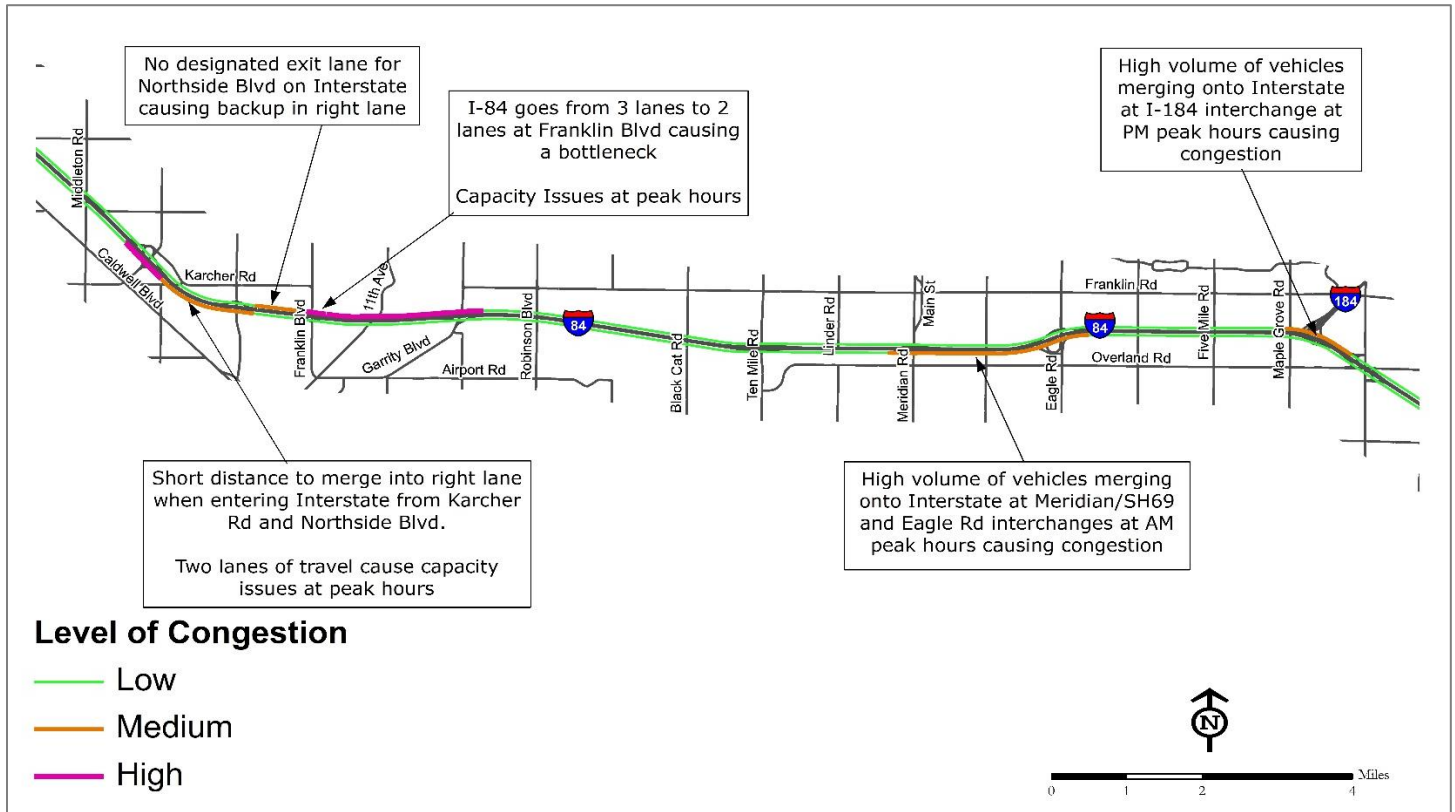 No designated exit lane for
Northside Blvd on Interstate
causing backup in right lane
I-84 goes from 3 lanes to 2
lanes at Franklin Blvd causing
a bottleneck
Capacity Issues at peak hours
High volume of vehicles
merging onto Interstate
at I-184 interchange at
PM peak hours causing
congestion
Middleton Rd
Caldwell Blvd
Karcher Rd
Franklin Blvd
11th Ave
Garrity Blvd
Airport Rd
Robinson Blvd
84
Black Cat Rd
Ten Mile Rd
Linder Rd
Main St
Meridian Rd
Eagle Rd
84
Franklin Rd
Overland Rd
Five Mile Rd
Maple Grove Rd
184
Short distance to merge into right lane
when entering Interstate from Karcher
Rd and Northside Blvd.
Two lanes of travel cause capacity
issues at peak hours
High volume of vehicles merging
onto Interstate at Meridian/SH69
and Eagle Rd interchanges at AM
peak hours causing congestion
Level of Congestion
Low
Medium
High
N
Miles
0 1 2 4